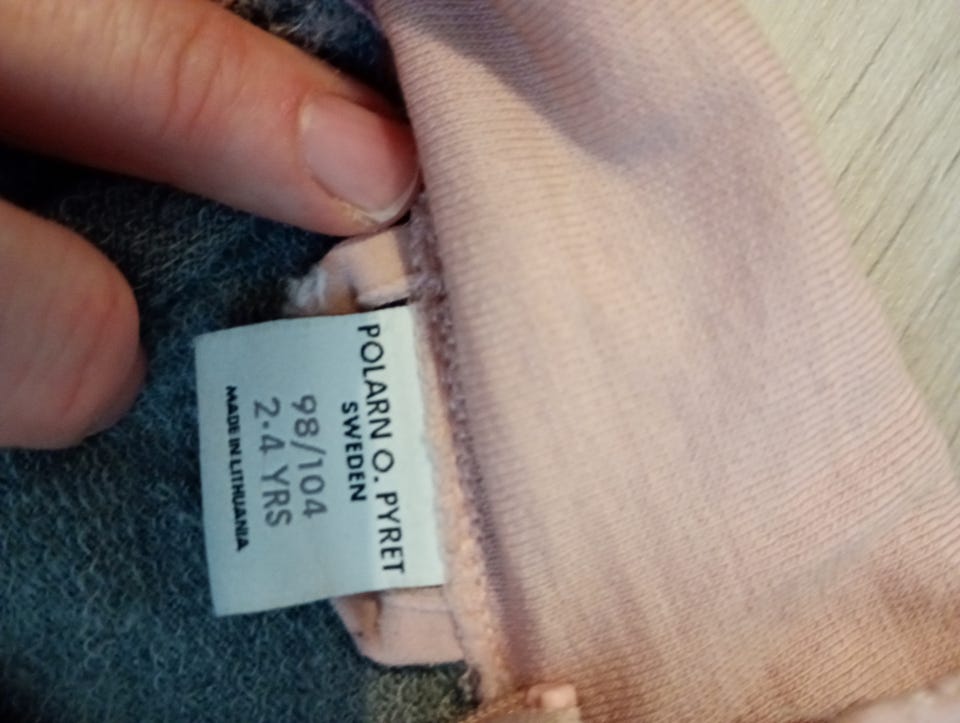 POLARN O. PYRET
SWEDEN
98/104
2-4 YRS
MADE IN LITHUANIA